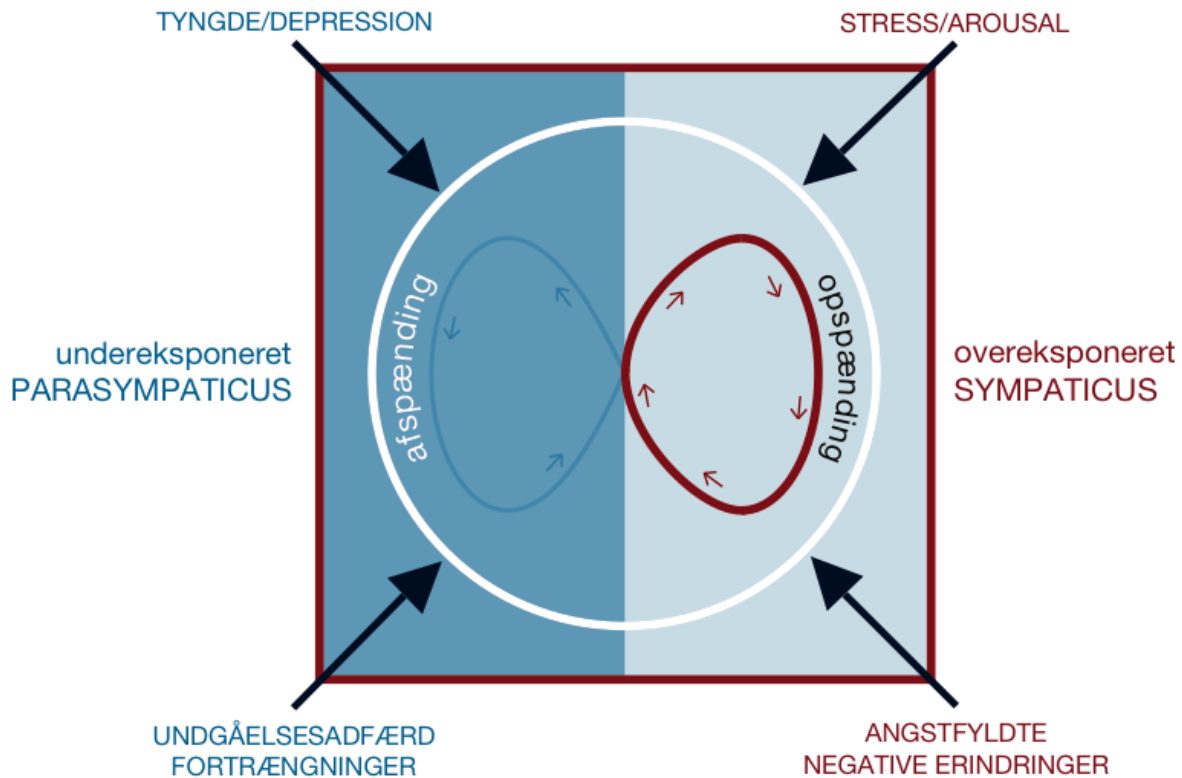 TYNGDE/DEPRESSION
STRESS/AROUSAL
afspænding
opspænding
undereksponeret
PARASYMPATICUS
overeksponeret
SYMPATICUS
UNDGÅELSESADFÆRD
FORTRÆNGNINGER
ANGSTFYLDTE
NEGATIVE ERINDRINGER